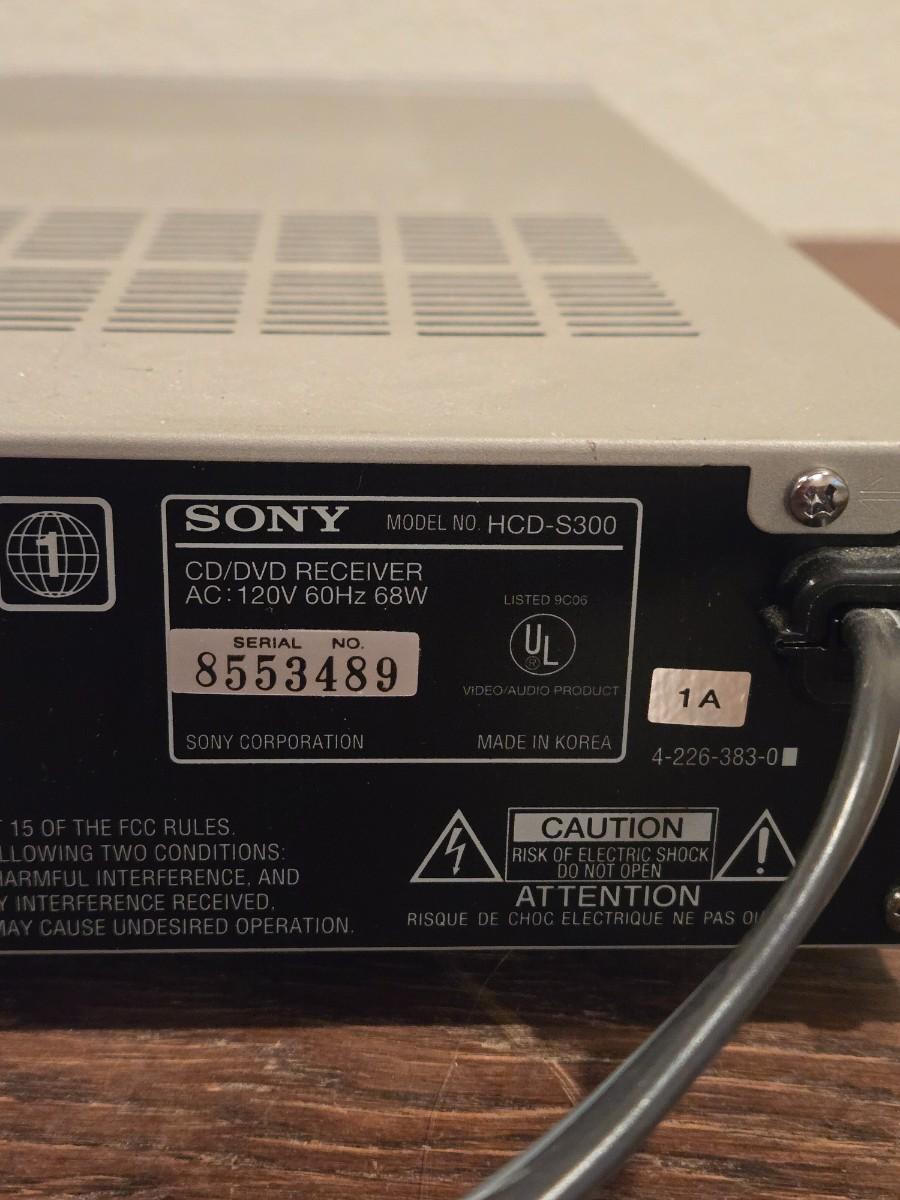 1
SONY MODEL NO. HCD-S300
CD/DVD RECEIVER
AC: 120V 60Hz 68W
LISTED 9C06
UL ®
SERIAL NO.
8553489
VIDEO/AUDIO PRODUCT
SONY CORPORATION MADE IN KOREA
1A
4-226-383-0
15 OF THE FCC RULES.
TWO CONDITIONS:
INTERFERENCE, AND
INTERFERENCE RECEIVED,
MAY CAUSE UNDESIRED OPERATION.
CAUTION
RISK OF ELECTRIC SHOCK
DO NOT OPEN
ATTENTION
RISQUE DE CHOC ELECTRIQUE NE PAS